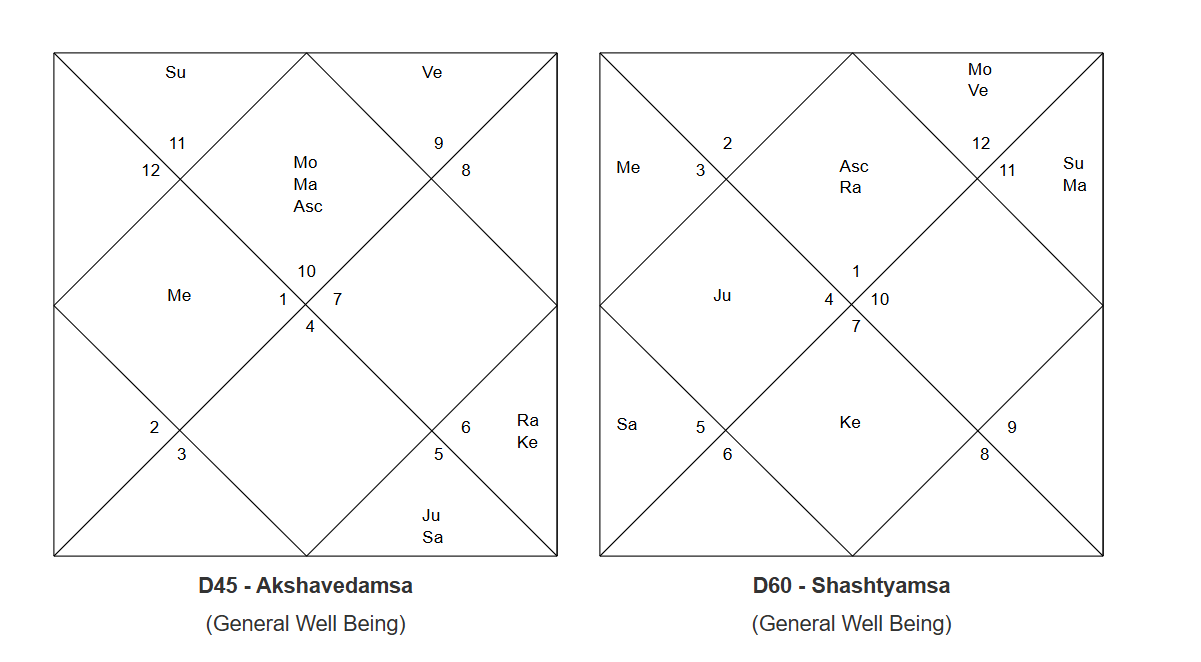 Su
Ve
11
9
12
8
Mo
Ma
Asc
10
Me
1
7
4
2
6
Ra
Ke
3
5
Ju
Sa
D45 - Akshavedamsa
(General Well Being)
Mo
Ve
2
12
Me
3
11
Su
Ma
Asc
Ra
1
Ju
4
10
7
Sa
5
9
Ke
6
8
D60 - Shashtyamsa
(General Well Being)